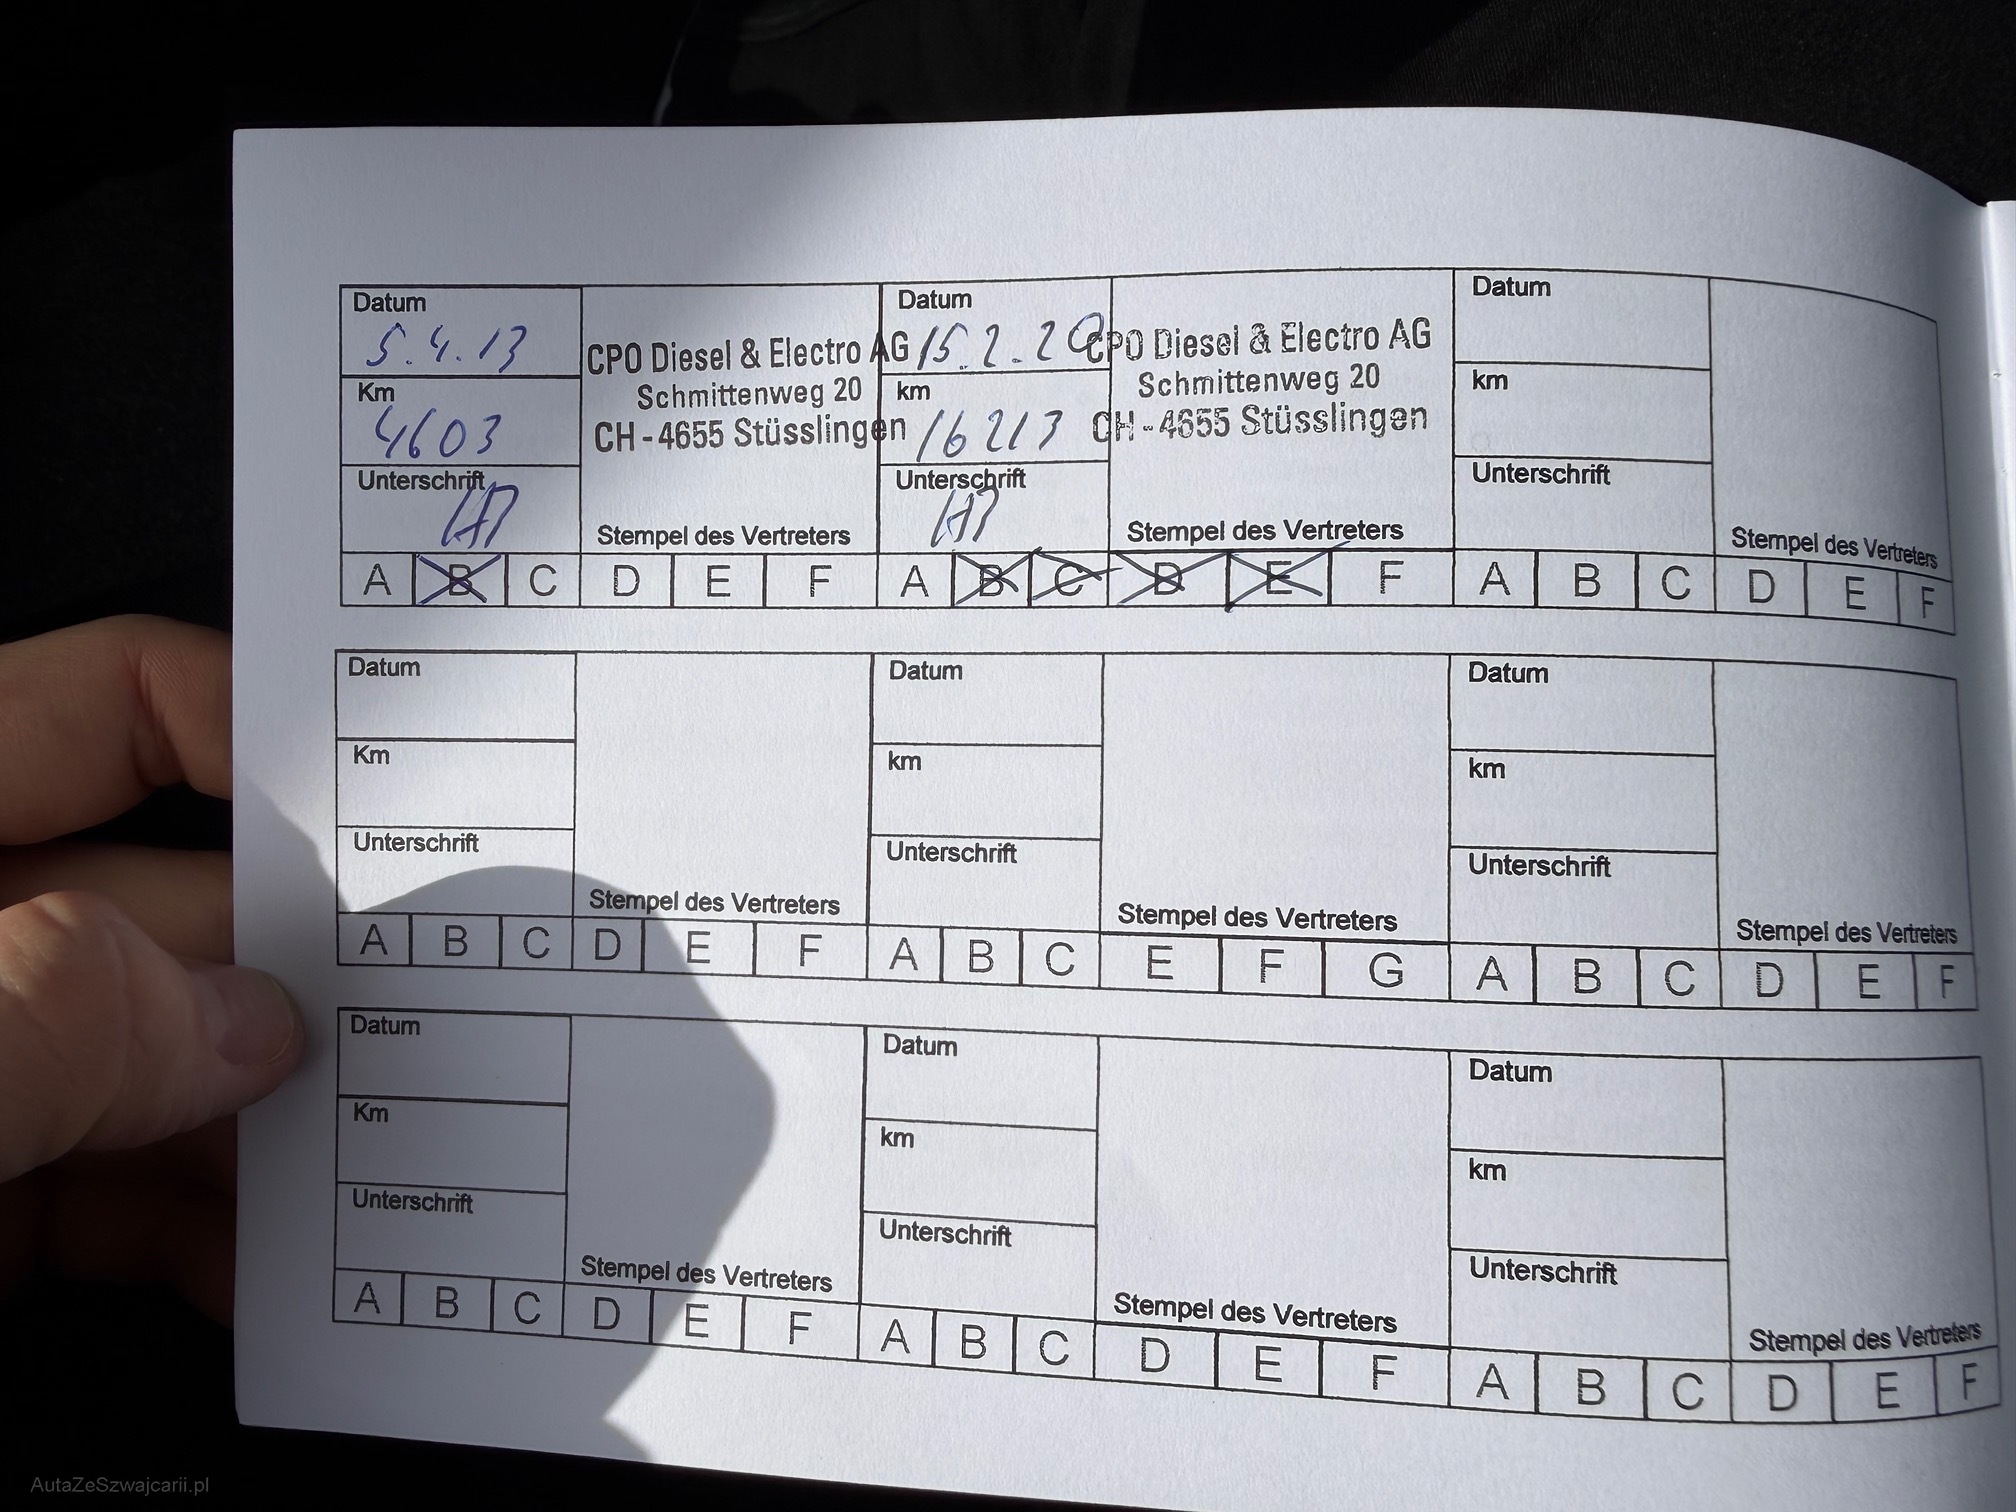 Datum
5.4.13
Km
4603
Unterschrift
CPO Diesel & Electro AG
Schmittenweg 20
CH-4655 Stüsslingen
Stempel des Vertreters
A B C D E F
Datum
15.2.20
km
16213
Unterschrift
CPO Diesel & Electro AG
Schmittenweg 20
CH-4655 Stüsslingen
Stempel des Vertreters
A B C D E F
Datum
km
Unterschrift
Stempel des Vertreters
A B C D E F
Datum
Km
Unterschrift
Stempel des Vertreters
A B C D E F
Datum
km
Unterschrift
Stempel des Vertreters
A B C E F G
Datum
km
Unterschrift
Stempel des Vertreters
A B C D E F
Datum
Km
Unterschrift
Stempel des Vertreters
A B C D E F
Datum
km
Unterschrift
Stempel des Vertreters
A B C D E F
Datum
km
Unterschrift
Stempel des Vertreters
A B C D E F
AutaZeSzwajcarii.pl